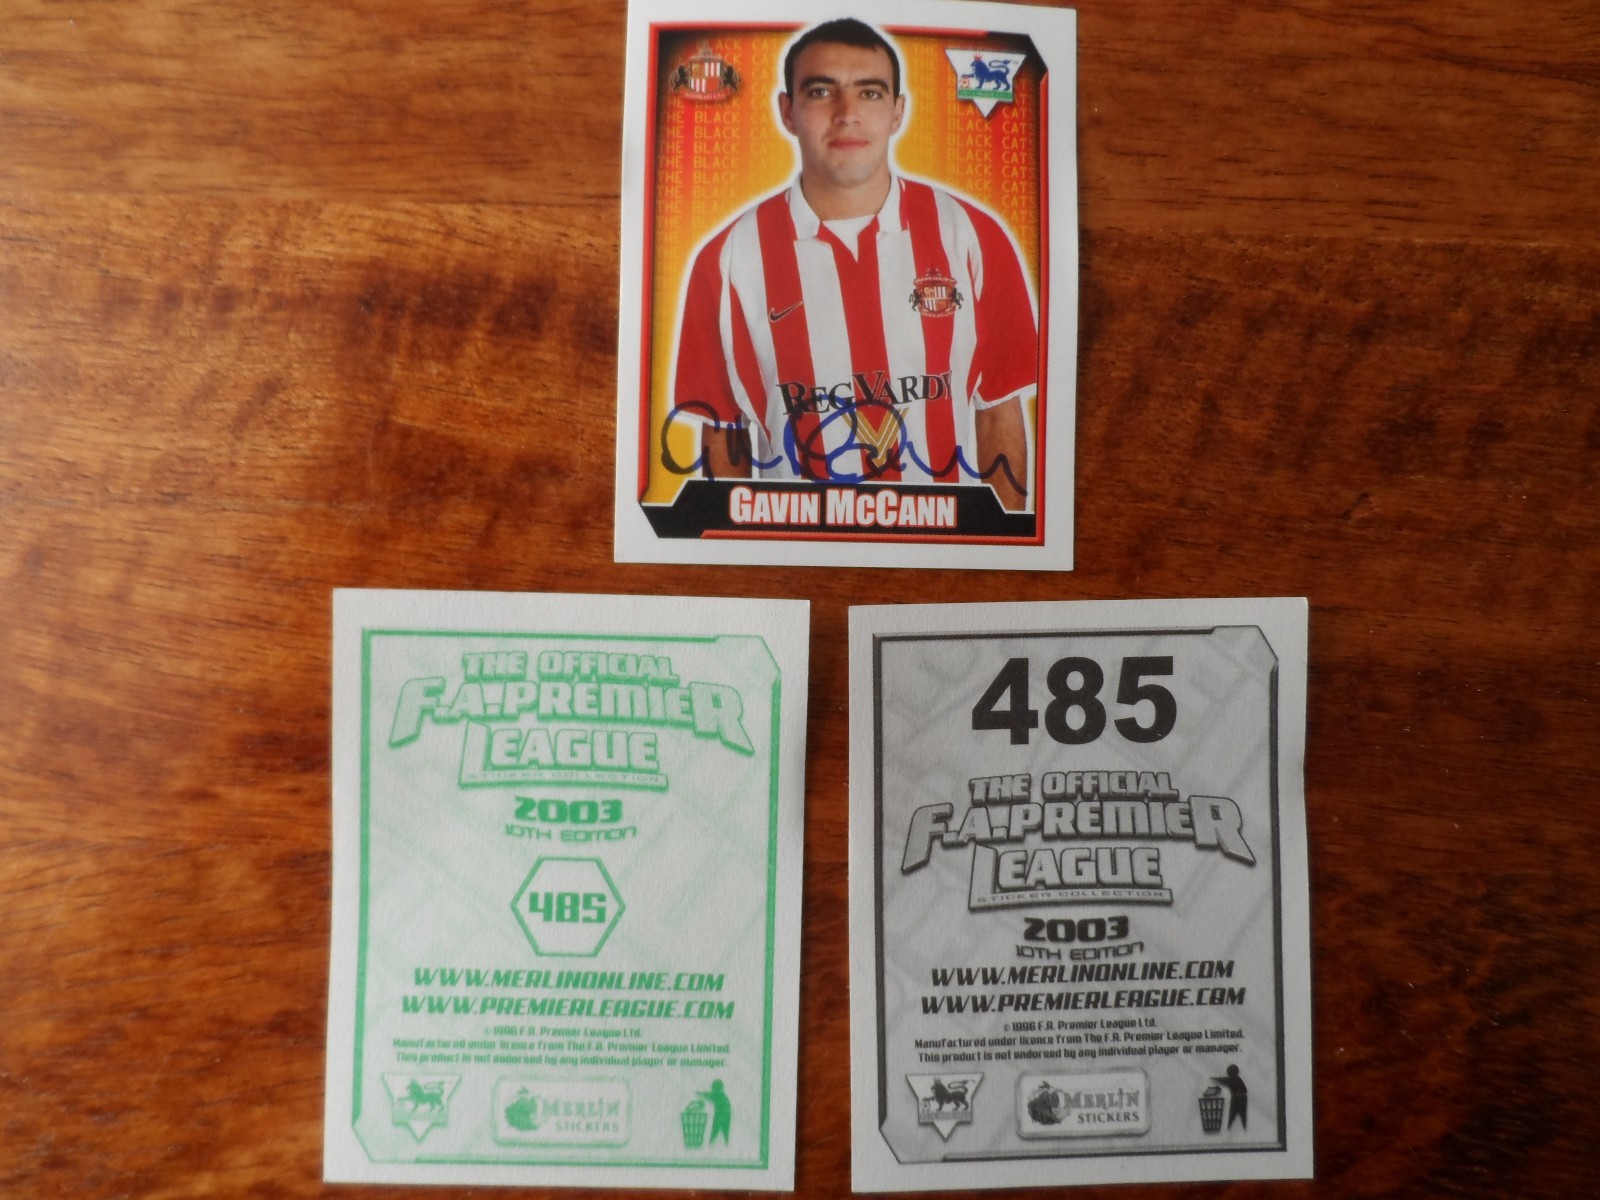 THE BLACK CATS
REGVARDY
GAVIN MCCANN
THE OFFICIAL
F.A. PREMIER
LEAGUE
STICKER COLLECTION
2003
10TH EDITION
485
WWW.MERLINONLINE.COM
WWW.PREMIERLEAGUE.COM
©1996 F.A. Premier League Ltd.
Manufactured under licence from The F.A. Premier League Limited.
This product is not endorsed by any individual player or manager.
MERLIN
STICKERS
485
THE OFFICIAL
F.A. PREMIER
LEAGUE
STICKER COLLECTION
2003
10TH EDITION
WWW.MERLINONLINE.COM
WWW.PREMIERLEAGUE.COM
©1996 F.A. Premier League Ltd.
Manufactured under licence from The F.A. Premier League Limited.
This product is not endorsed by any individual player or manager.
MERLIN
STICKERS